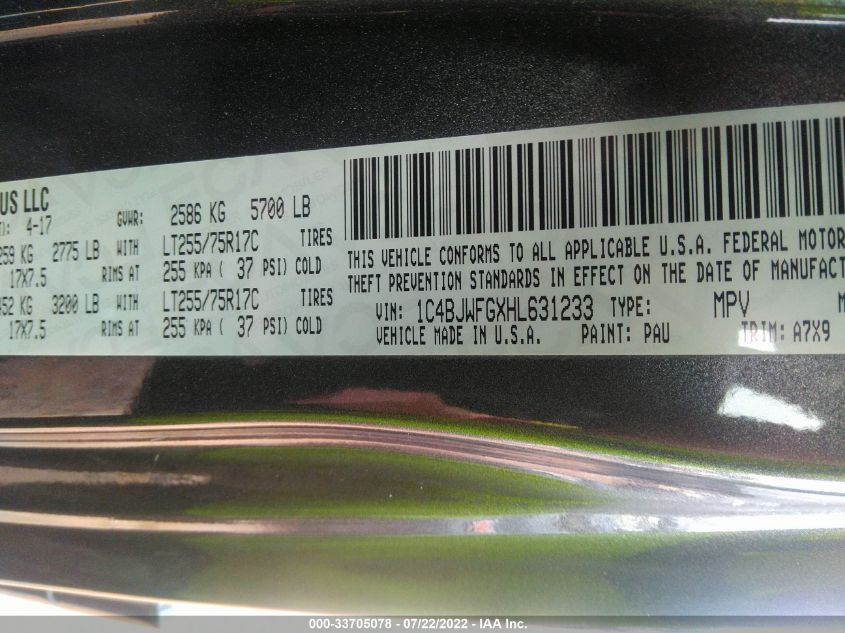 US LLC
): 4-17
GVWR: 2586 KG 5700 LB
259 KG 2775 LB WITH LT255/75R17C TIRES
17X7.5 RIMS AT 255 KPA ( 37 PSI) COLD
452 KG 3200 LB WITH LT255/75R17C TIRES
17X7.5 RIMS AT 255 KPA ( 37 PSI) COLD
THIS VEHICLE CONFORMS TO ALL APPLICABLE U.S.A. FEDERAL MOTOR
THEFT PREVENTION STANDARDS IN EFFECT ON THE DATE OF MANUFACT
VIN: 1C4BJWFGXHL631233 TYPE: MPV M
VEHICLE MADE IN U.S.A. PAINT: PAU TRIM: A7X9
000-33705078 - 07/22/2022 - IAA Inc.